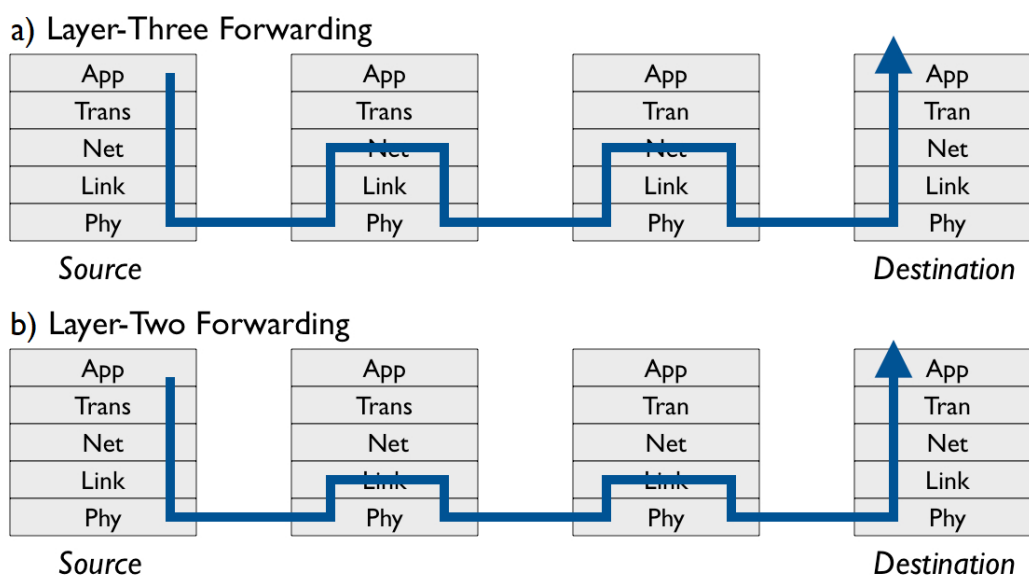 a) Layer-Three Forwarding
App App App App
Trans Trans Tran Tran
Net Net Net Net
Link Link Link Link
Phy Phy Phy Phy
Source Destination
b) Layer-Two Forwarding
App App App App
Trans Trans Tran Tran
Net Net Net Net
Link Link Link Link
Phy Phy Phy Phy
Source Destination